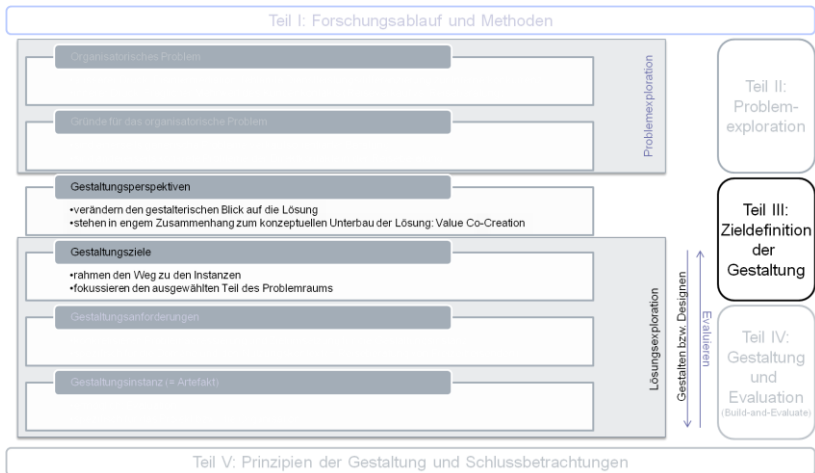 Teil I: Forschungsablauf und Methoden
Organisatorisches Problem
Gründe für das organisatorische Problem
Problemexploration
Teil II:
Problem-
exploration
Gestaltungsperspektiven
•verändern den gestalterischen Blick auf die Lösung
•stehen in engem Zusammenhang zum konzeptuellen Unterbau der Lösung: Value Co-Creation
Teil III:
Zieldefinition
der
Gestaltung
Gestaltungsziele
•rahmen den Weg zu den Instanzen
•fokussieren den ausgewählten Teil des Problemraums
Gestaltungsanforderungen
Gestaltungsinstanz (= Artefakt)
Lösungsexploration
Gestalten bzw. Designen
Evaluieren
Teil IV:
Gestaltung
und
Evaluation
(Build-and-Evaluate)
Teil V: Prinzipien der Gestaltung und Schlussbetrachtungen